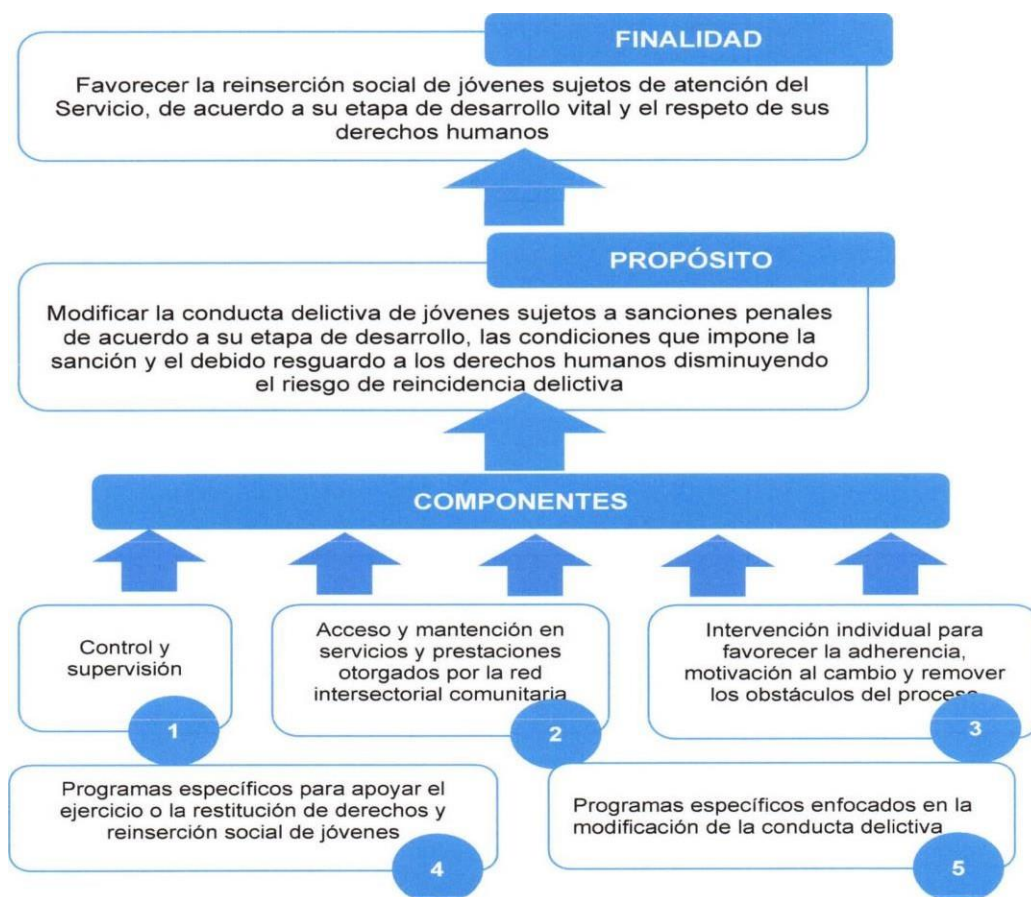 FINALIDAD
Favorecer la reinserción social de jóvenes sujetos de atención del
Servicio, de acuerdo a su etapa de desarrollo vital y el respeto de sus
derechos humanos
PROPÓSITO
Modificar la conducta delictiva de jóvenes sujetos a sanciones penales
de acuerdo a su etapa de desarrollo, las condiciones que impone la
sanción y el debido resguardo a los derechos humanos disminuyendo
el riesgo de reincidencia delictiva
COMPONENTES
Control y
supervisión
1
Acceso y mantención en
servicios y prestaciones
otorgados por la red
intersectorial comunitaria
2
Intervención individual para
favorecer la adherencia,
motivación al cambio y remover
los obstáculos del proceso
3
Programas específicos para apoyar el
ejercicio o la restitución de derechos y
reinserción social de jóvenes
4
Programas específicos enfocados en la
modificación de la conducta delictiva
5